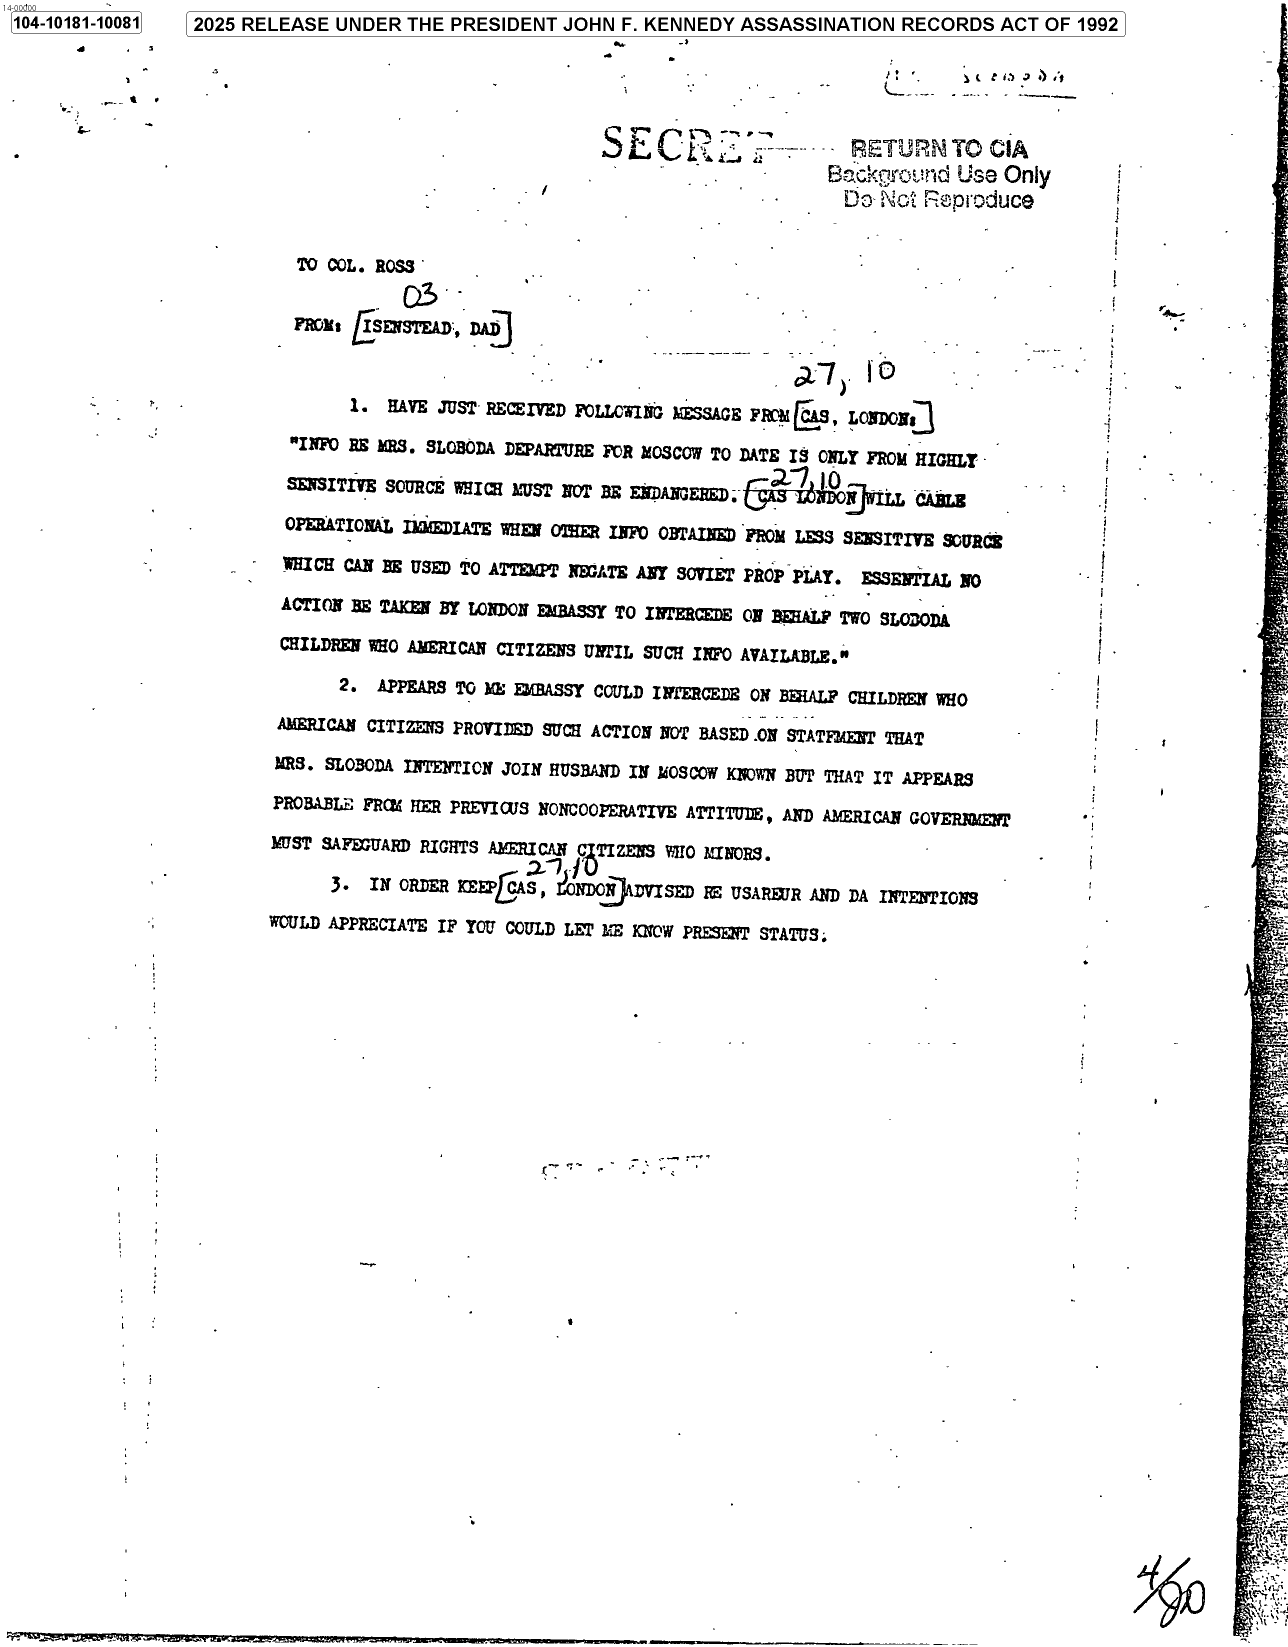 14-00000
104-10181-10081
2025 RELEASE UNDER THE PRESIDENT JOHN F. KENNEDY ASSASSINATION RECORDS ACT OF 1992
SECRET
RETURN TO CIA
Background Use Only
Do Not Reproduce
TO COL. ROSS
03
FROM: [ISENSTEAD, DAD]
27, 10
1. HAVE JUST RECEIVED FOLLOWING MESSAGE FROM [CAS, LONDON:]
"INFO RE MRS. SLOBODA DEPARTURE FOR MOSCOW TO DATE IS ONLY FROM HIGHLY
27,10
SENSITIVE SOURCE WHICH MUST NOT BE ENDANGERED. [CAS LONDON] WILL CABLE
OPERATIONAL IMMEDIATE WHEN OTHER INFO OBTAINED FROM LESS SENSITIVE SOURCE
WHICH CAN BE USED TO ATTEMPT NEGATE ANY SOVIET PROP PLAY. ESSENTIAL NO
ACTION BE TAKEN BY LONDON EMBASSY TO INTERCEDE ON BEHALF TWO SLOBODA
CHILDREN WHO AMERICAN CITIZENS UNTIL SUCH INFO AVAILABLE."
2. APPEARS TO ME EMBASSY COULD INTERCEDE ON BEHALF CHILDREN WHO
AMERICAN CITIZENS PROVIDED SUCH ACTION NOT BASED ON STATEMENT THAT
MRS. SLOBODA INTENTION JOIN HUSBAND IN MOSCOW KNOWN BUT THAT IT APPEARS
PROBABLE FROM HER PREVIOUS NONCOOPERATIVE ATTITUDE, AND AMERICAN GOVERNMENT
MUST SAFEGUARD RIGHTS AMERICAN CITIZENS WHO MINORS.
27,10
3. IN ORDER KEEP [CAS, LONDON] ADVISED RE USAREUR AND DA INTENTIONS
WOULD APPRECIATE IF YOU COULD LET ME KNOW PRESENT STATUS.
4/20